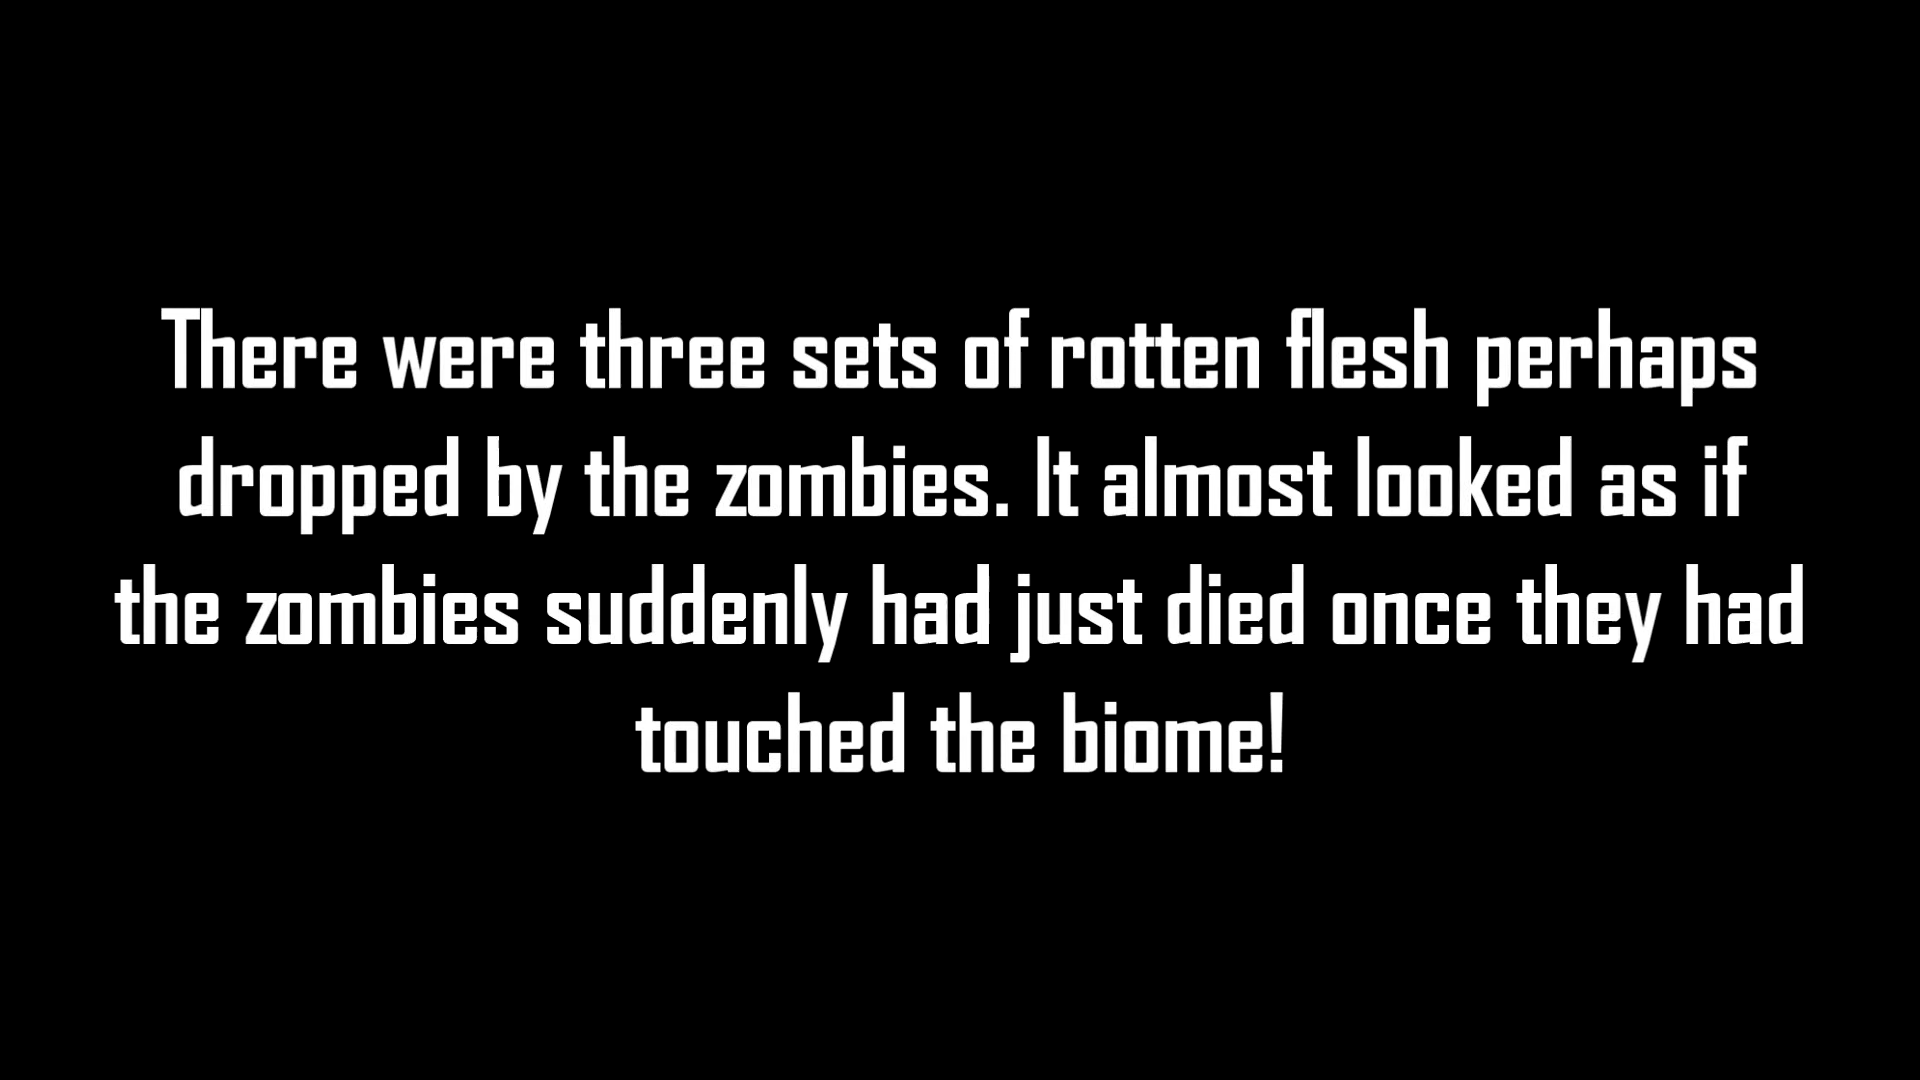 There were three sets of rotten flesh perhaps
dropped by the zombies. It almost looked as if
the zombies suddenly had just died once they had
touched the biome!